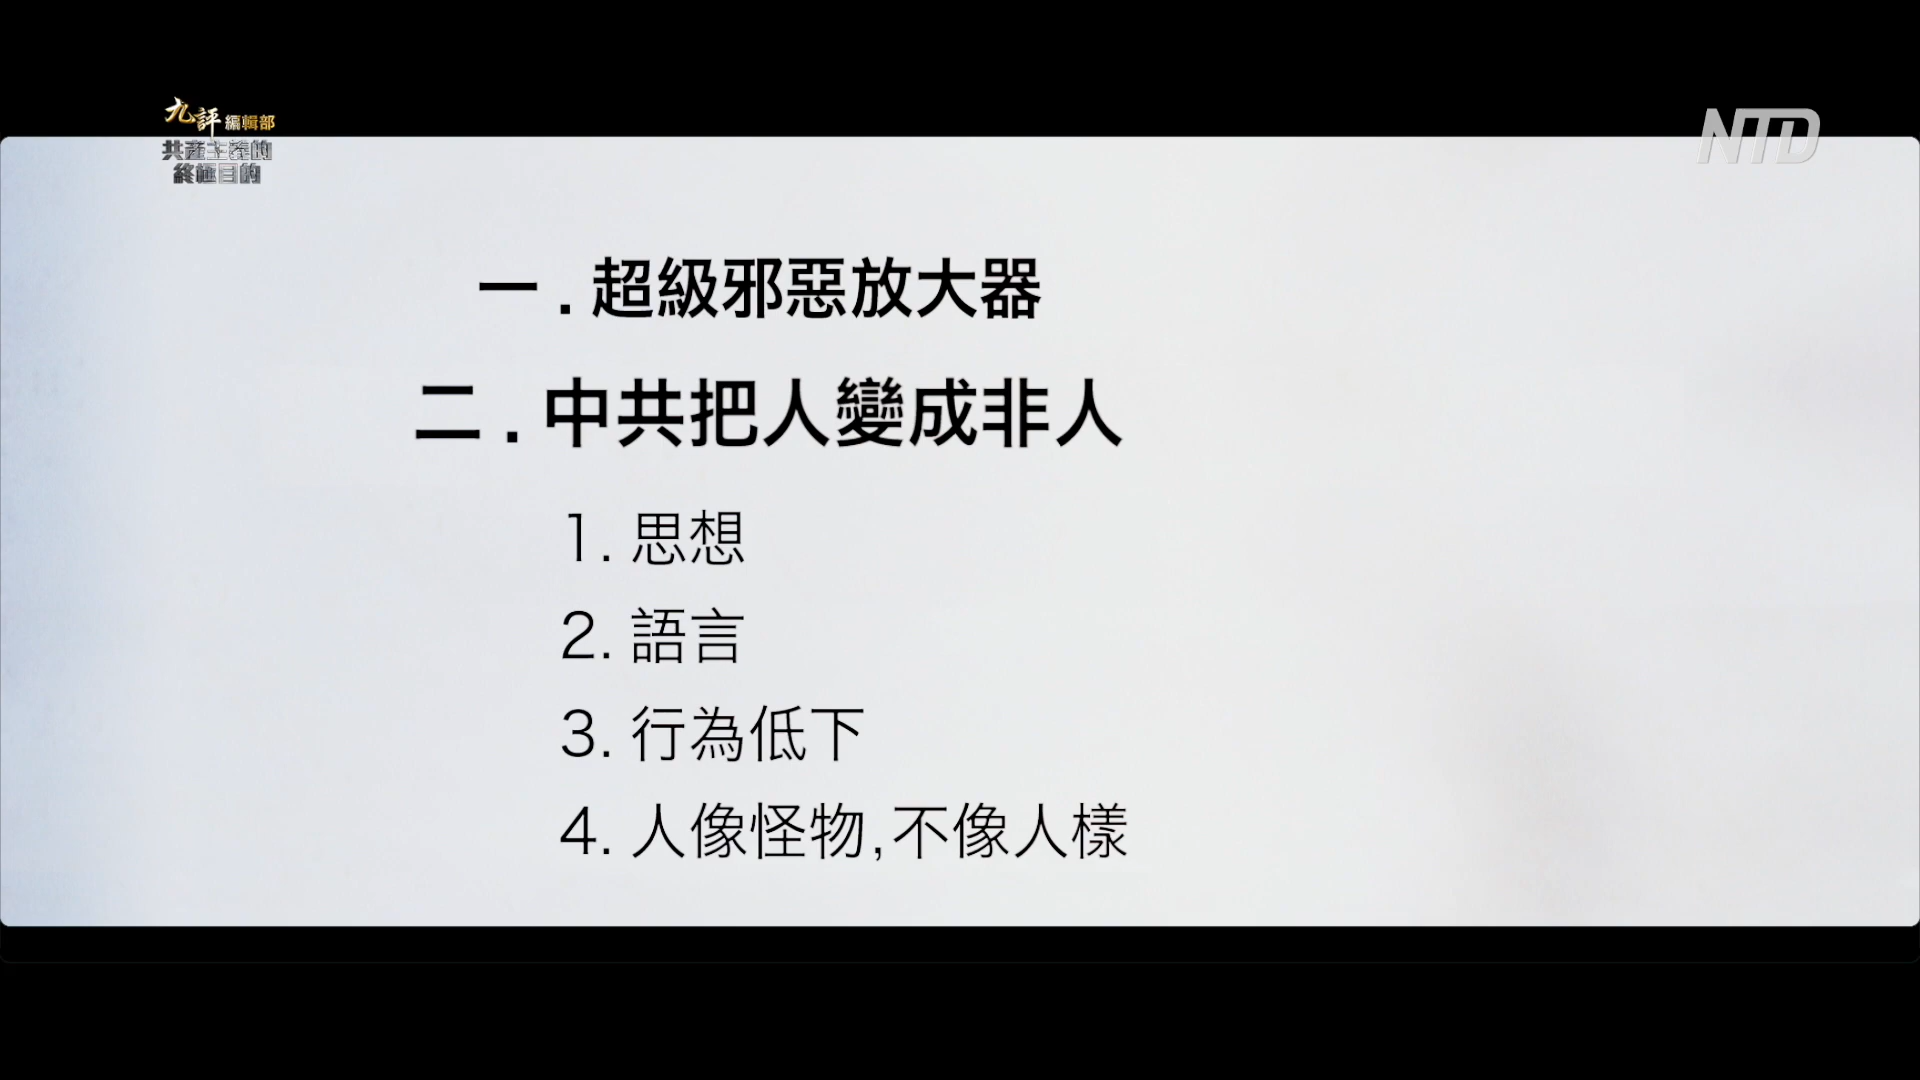 九評編輯部
共產主義的
終極目的
NTD
一.超級邪惡放大器
二.中共把人變成非人
1. 思想
2. 語言
3. 行為低下
4. 人像怪物,不像人樣